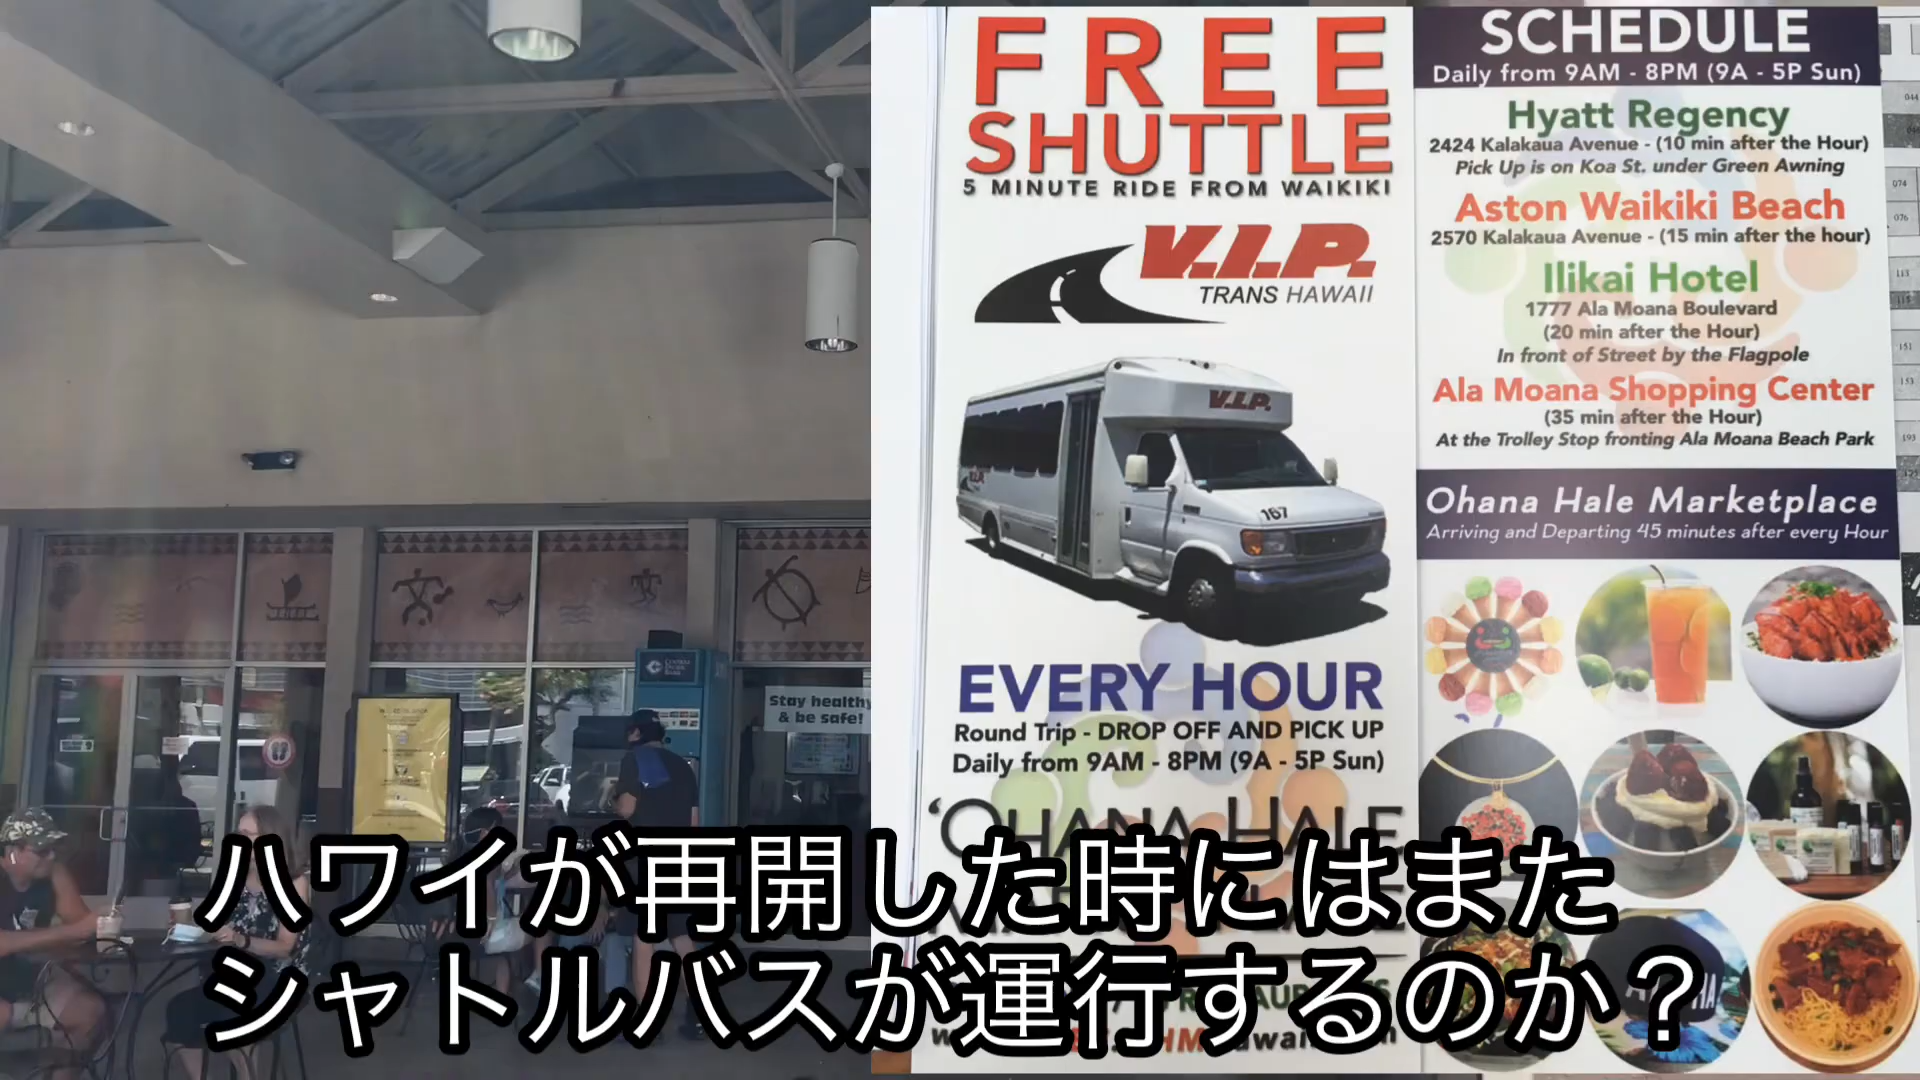 Stay healthy
& be safe!
FREE
SHUTTLE
5 MINUTE RIDE FROM WAIKIKI
V.I.P.
TRANS HAWAII
V.I.P.
167
EVERY HOUR
Round Trip - DROP OFF AND PICK UP
Daily from 9AM - 8PM (9A - 5P Sun)
‘OHANA HALE
SCHEDULE
Daily from 9AM - 8PM (9A - 5P Sun)
Hyatt Regency
2424 Kalakaua Avenue - (10 min after the Hour)
Pick Up is on Koa St. under Green Awning
Aston Waikiki Beach
2570 Kalakaua Avenue - (15 min after the hour)
Ilikai Hotel
1777 Ala Moana Boulevard
(20 min after the Hour)
In front of Street by the Flagpole
Ala Moana Shopping Center
(35 min after the Hour)
At the Trolley Stop fronting Ala Moana Beach Park
Ohana Hale Marketplace
Arriving and Departing 45 minutes after every Hour
ハワイが再開した時にはまた
シャトルバスが運行するのか？